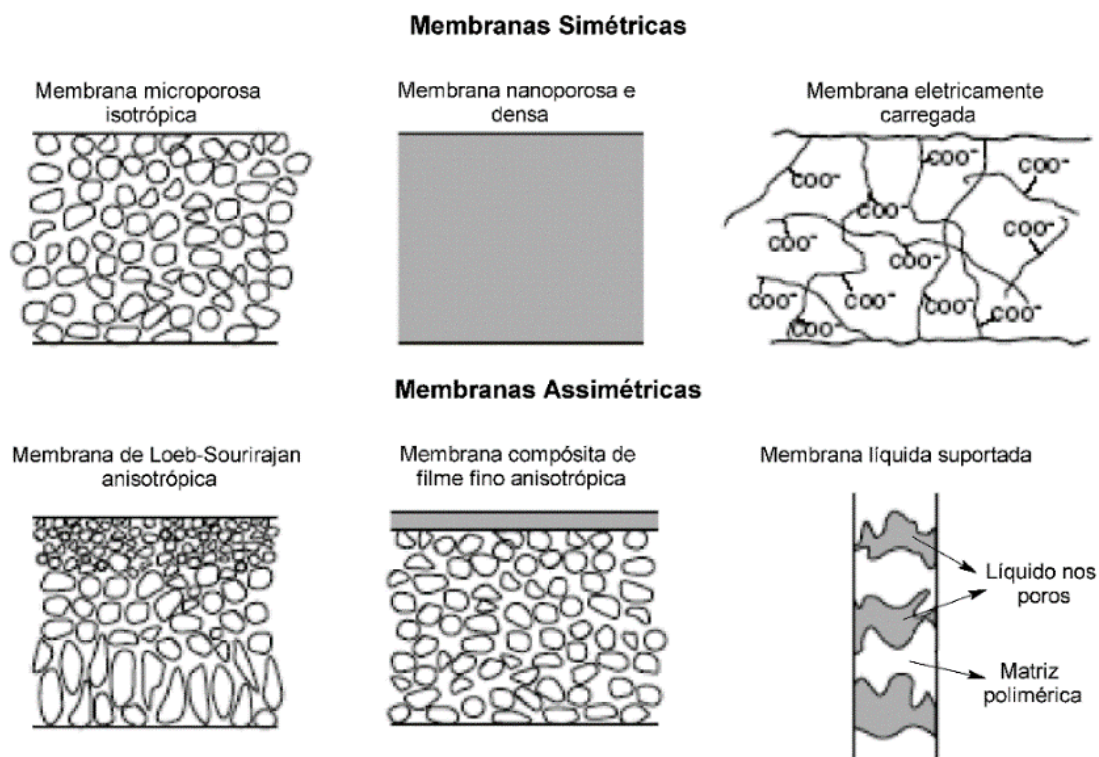 Membranas Simétricas
Membrana microporosa
isotrópica
Membrana nanoporosa e
densa
Membrana eletricamente
carregada
COO⁻
COO⁻
COO
COO⁻
COO⁻
COO⁻
COO⁻
COO⁻
COO⁻
COO⁻
COO⁻
COO⁻
Membranas Assimétricas
Membrana de Loeb-Sourirajan
anisotrópica
Membrana compósita de
filme fino anisotrópica
Membrana líquida suportada
Líquido nos
poros
Matriz
polimérica